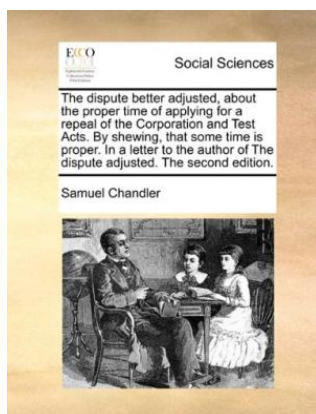 ECCO
Social Sciences
The dispute better adjusted, about
the proper time of applying for a
repeal of the Corporation and Test
Acts. By shewing, that some time is
proper. In a letter to the author of The
dispute adjusted. The second edition.
Samuel Chandler